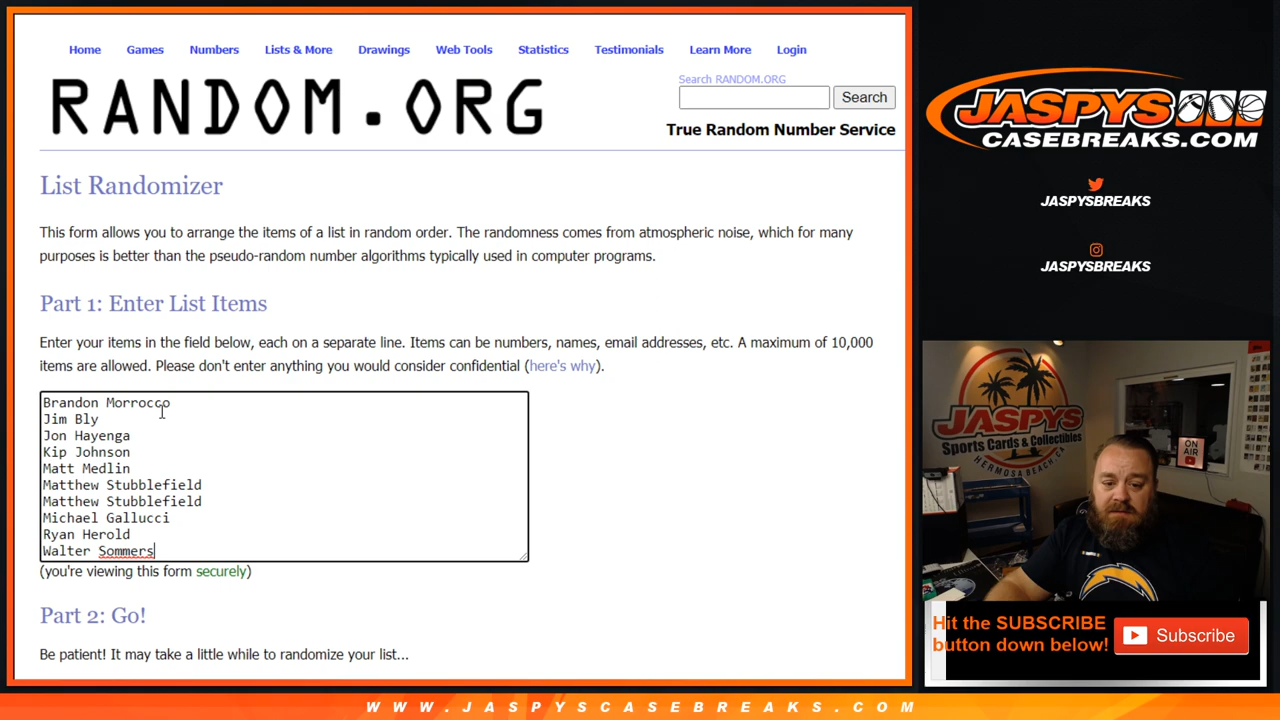 Home Games Numbers Lists & More Drawings Web Tools Statistics Testimonials Learn More Login
Search RANDOM.ORG
RANDOM.ORG
Search
True Random Number Service
List Randomizer
This form allows you to arrange the items of a list in random order. The randomness comes from atmospheric noise, which for many
purposes is better than the pseudo-random number algorithms typically used in computer programs.
Part 1: Enter List Items
Enter your items in the field below, each on a separate line. Items can be numbers, names, email addresses, etc. A maximum of 10,000
items are allowed. Please don't enter anything you would consider confidential (here's why).
Brandon Morrocco
Jim Bly
Jon Hayenga
Kip Johnson
Matt Medlin
Matthew Stubblefield
Matthew Stubblefield
Michael Gallucci
Ryan Herold
Walter Sommers
(you're viewing this form securely)
Part 2: Go!
Be patient! It may take a little while to randomize your list...
JASPYS
CASEBREAKS.COM
JASPYSBREAKS
JASPYSBREAKS
JASPYS
Sports Cards & Collectibles
HERMOSA BEACH, CA
ON
AIR
Hit the SUBSCRIBE
button down below!
Subscribe
WWW.JASPYSCASEBREAKS.COM